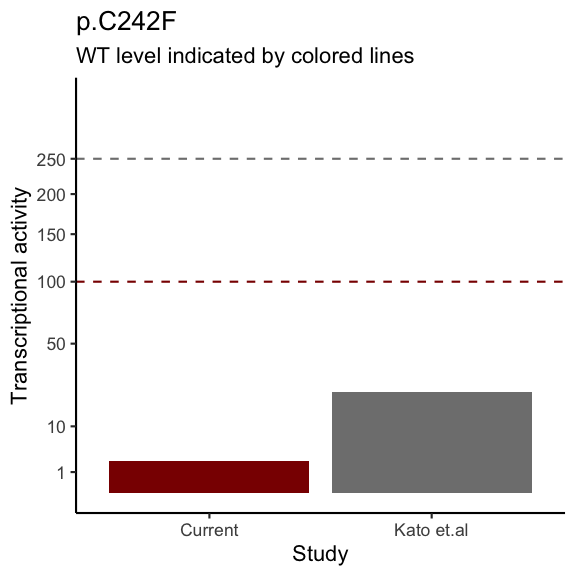 p.C242F
WT level indicated by colored lines
Transcriptional activity
250
200
150
100
50
10
1
Current
Kato et.al
Study